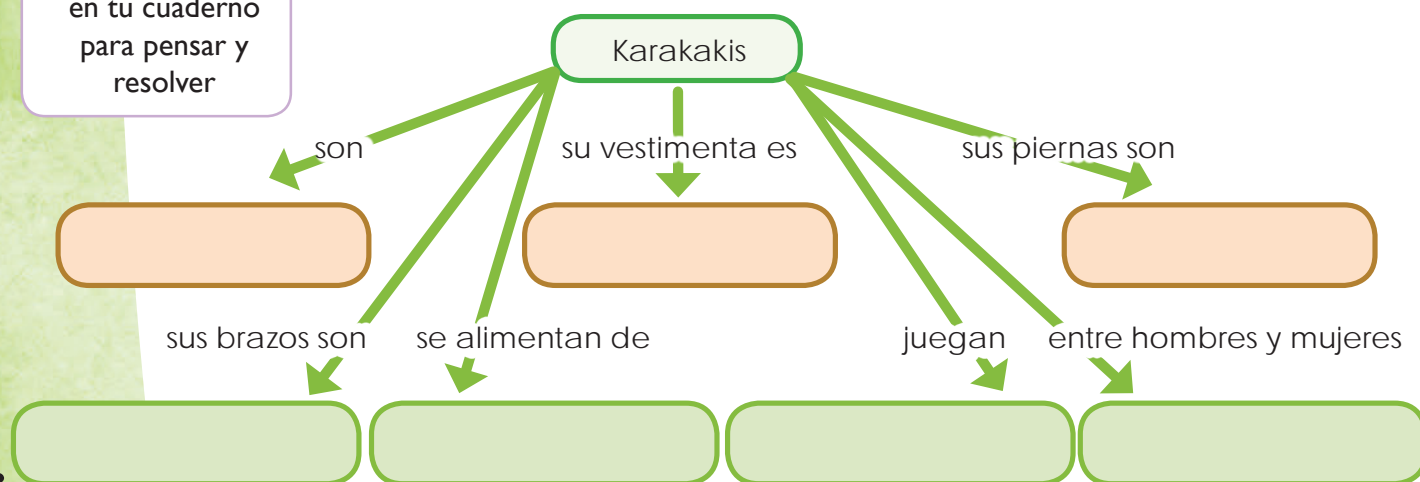 en tu cuaderno
para pensar y
resolver
Karakakis
son
su vestimenta es
sus piernas son
sus brazos son
se alimentan de
juegan
entre hombres y mujeres